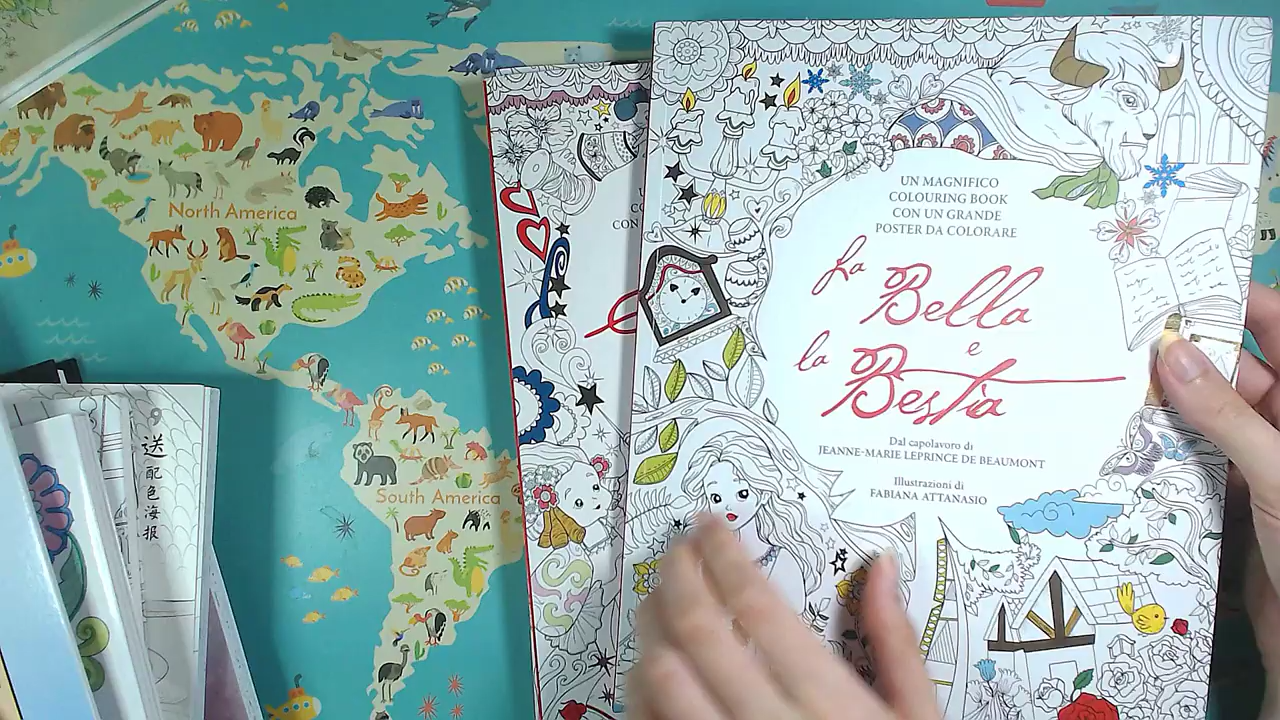 North America
South America
送配色海报
CON
UN MAGNIFICO
COLOURING BOOK
CON UN GRANDE
POSTER DA COLORARE
La
Bella
e
la
Bestia
Dal capolavoro di
JEANNE-MARIE LEPRINCE DE BEAUMONT
Illustrazioni di
FABIANA ATTANASIO